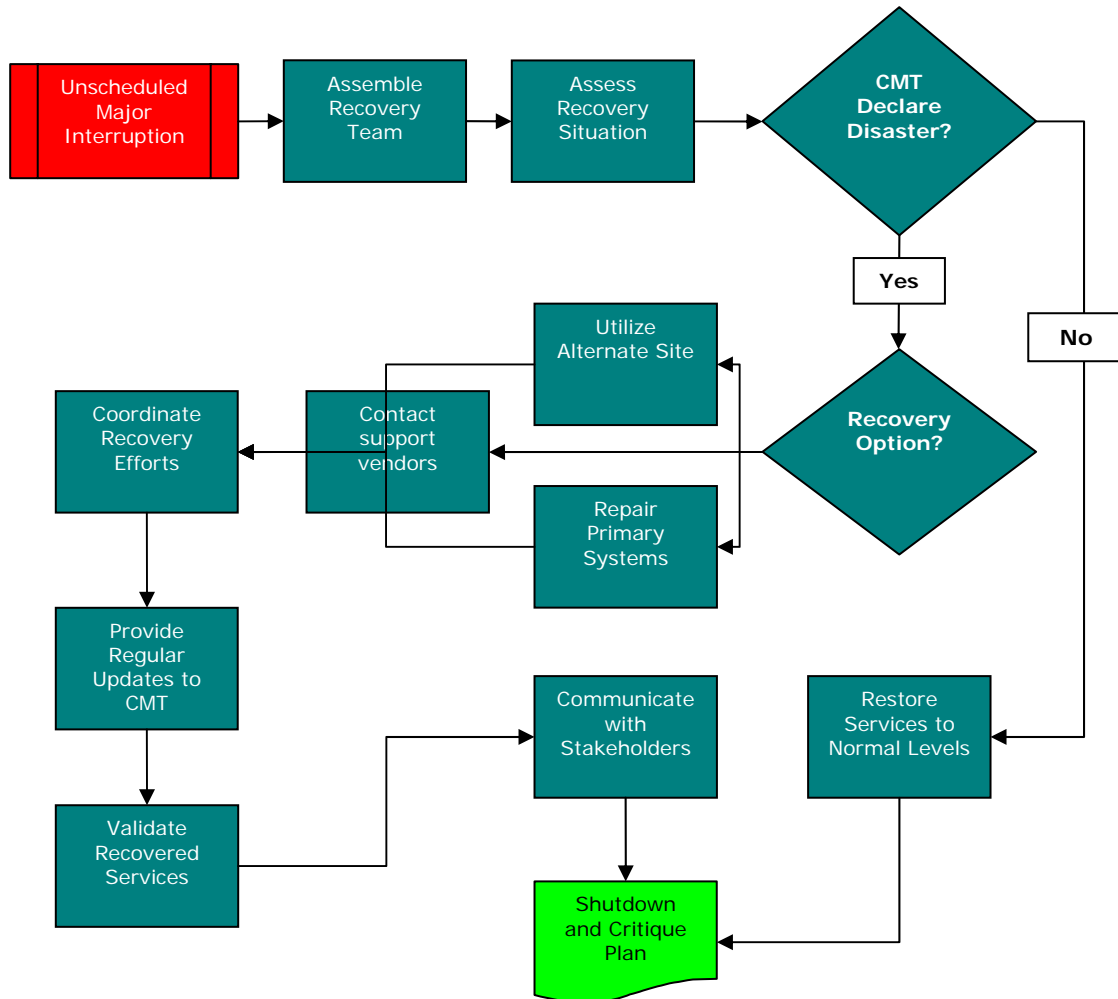 Unscheduled
Major
Interruption
Assemble
Recovery
Team
Assess
Recovery
Situation
CMT
Declare
Disaster?
Yes
No
Utilize
Alternate Site
Coordinate
Recovery
Efforts
Contact
support
vendors
Recovery
Option?
Repair
Primary
Systems
Provide
Regular
Updates to
CMT
Communicate
with
Stakeholders
Restore
Services to
Normal Levels
Validate
Recovered
Services
Shutdown
and Critique
Plan